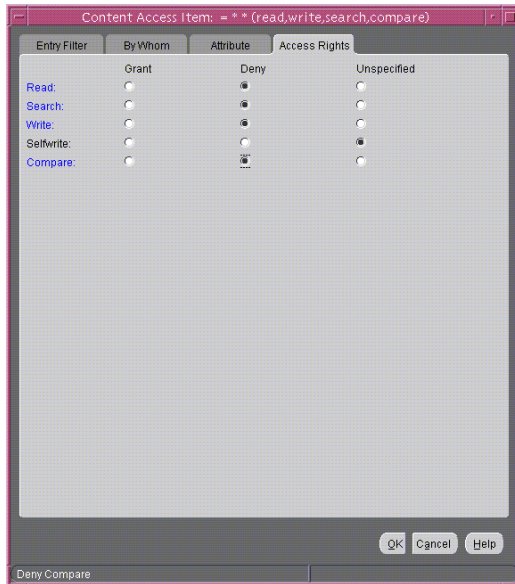 Content Access Item: = * * (read,write,search,compare)
Entry Filter By Whom Attribute Access Rights
Grant Deny Unspecified
Read:
Search:
Write:
Selfwrite:
Compare:
OK Cancel Help
Deny Compare